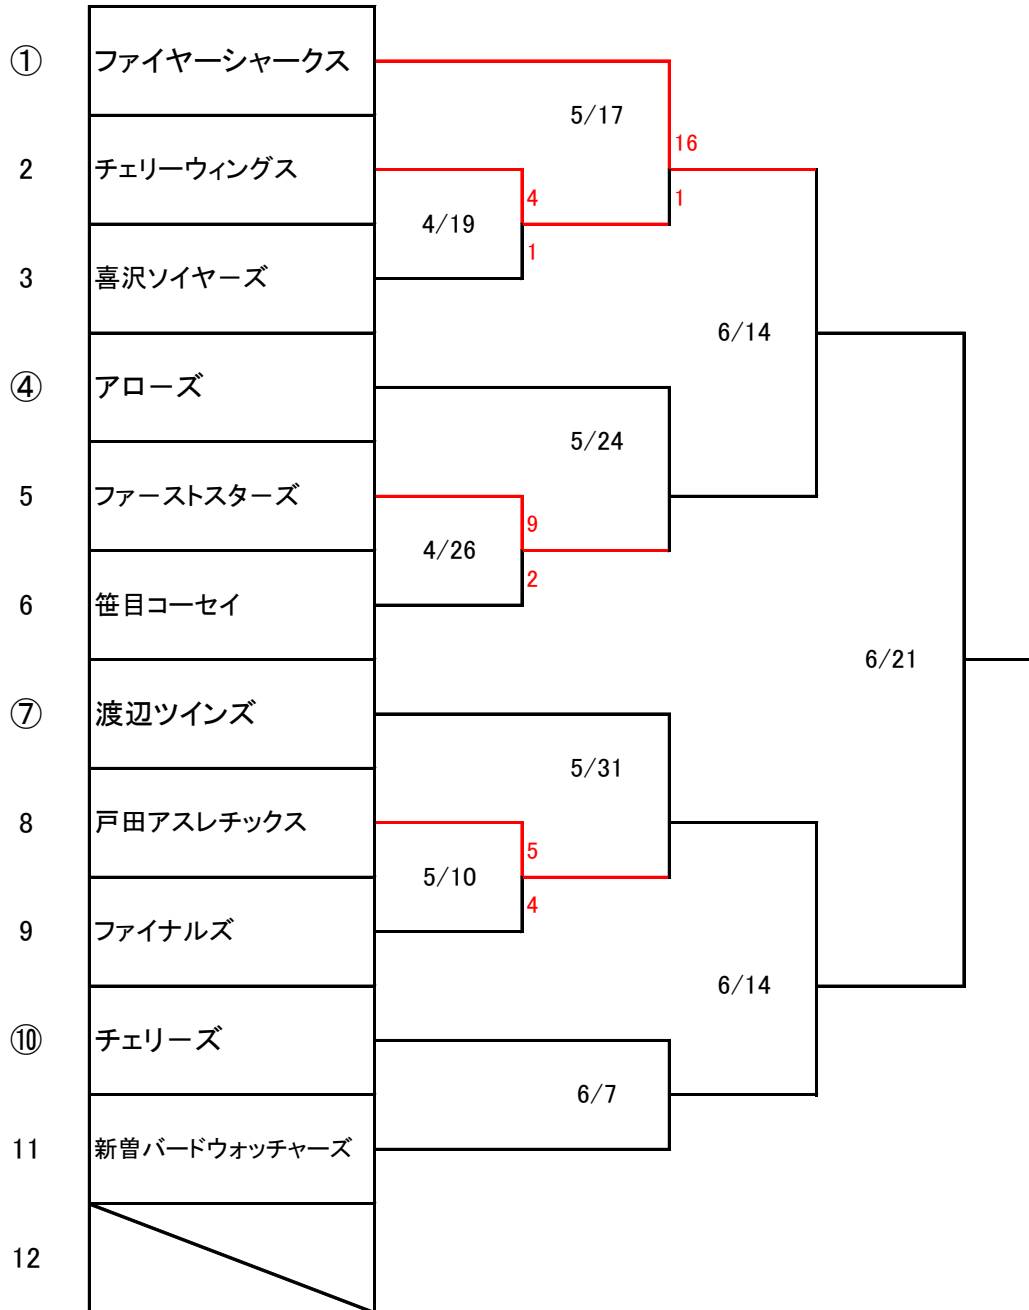 ① ファイヤーシャークス
5/17
16
2 チェリーウィングス
4
1
4/19
1
3 喜沢ソイヤーズ
6/14
④ アローズ
5/24
5 ファーストスターズ
9
4/26
2
6 笹目コーセイ
6/21
⑦ 渡辺ツインズ
5/31
8 戸田アスレチックス
5
5/10
4
9 ファイナルズ
6/14
⑩ チェリーズ
6/7
11 新曽バードウォッチャーズ
12